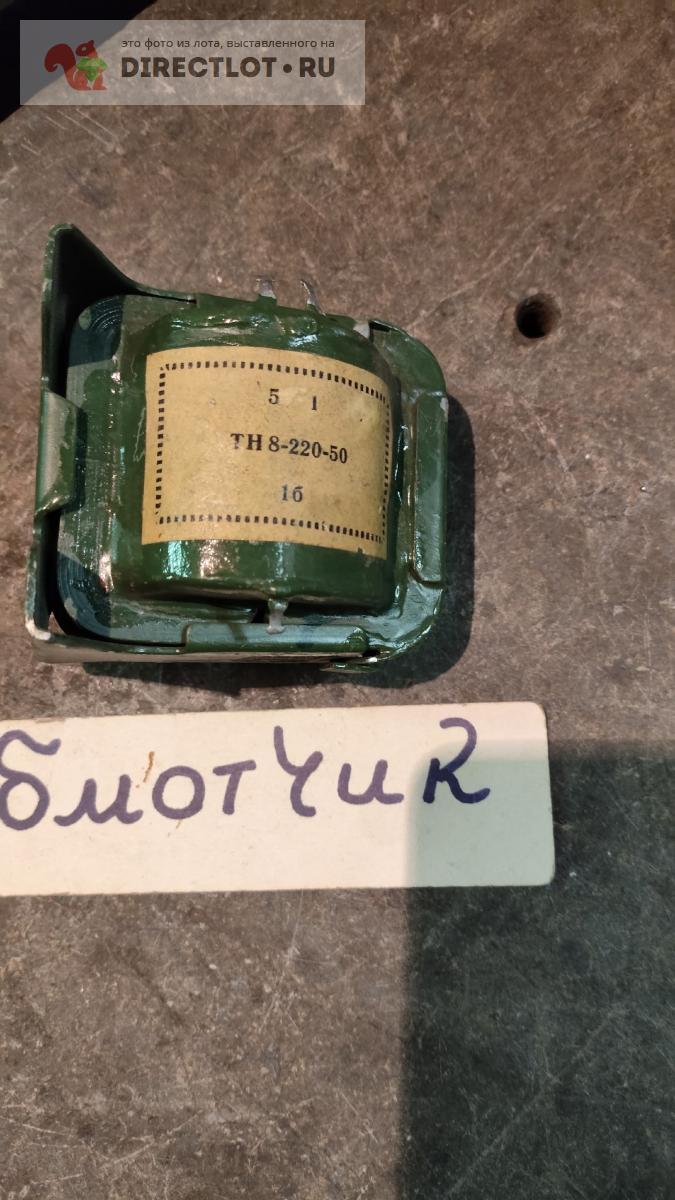 это фото из лота, выставленного на
DIRECTLOT•RU
5 1
ТН 8-220-50
16
бмотчик